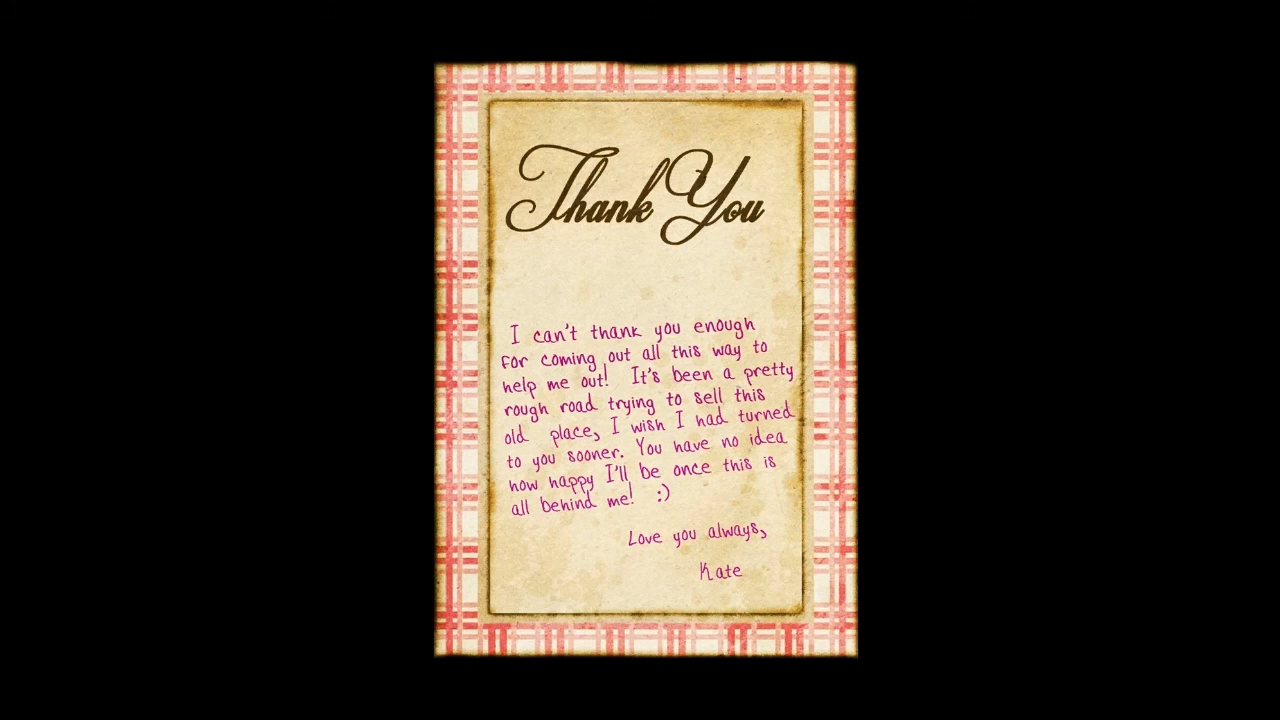 Thank You
I can't thank you enough
for coming out all this way to
help me out! It's been a pretty
rough road trying to sell this
old place, I wish I had turned
to you sooner. You have no idea
how happy I'll be once this is
all behind me! :)
Love you always,
Kate